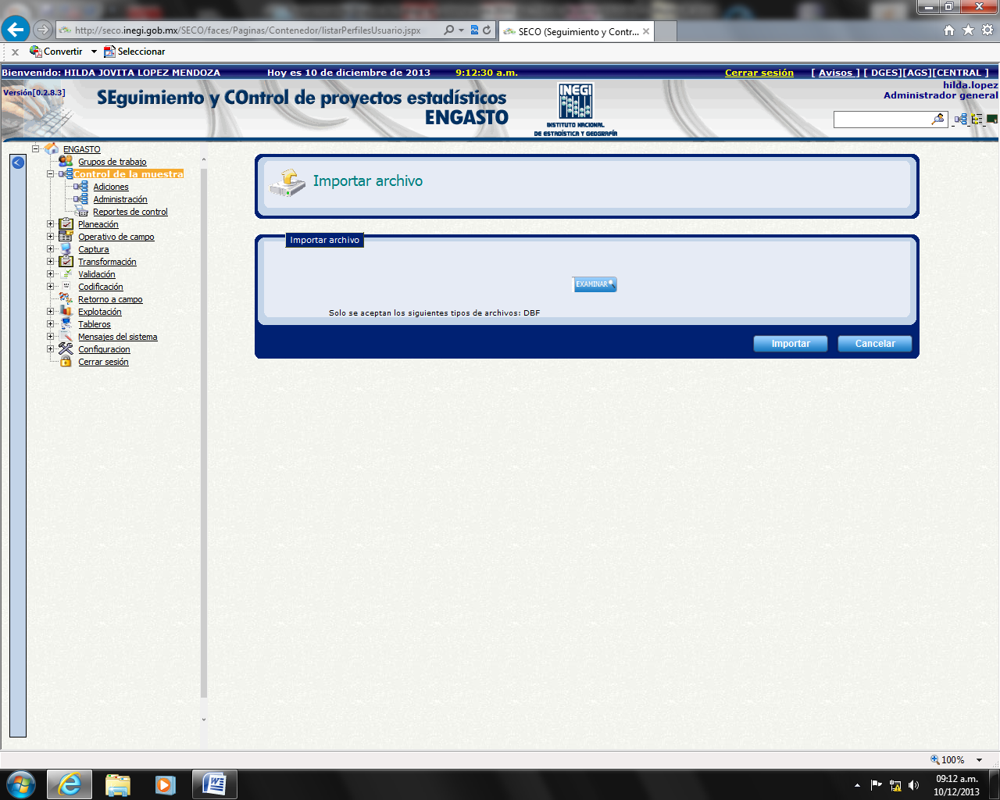 http://seco.inegi.gob.mx/SECO/faces/Paginas/Contenedor/listarPerfilesUsuario.jspx
SECO (Seguimiento y Contr...
x Convertir Seleccionar
Bienvenido: HILDA JOVITA LOPEZ MENDOZA Hoy es 10 de diciembre de 2013 9:12:30 a.m. Cerrar sesión [ Avisos ] [ DGES][AGS][CENTRAL ]
hilda.lopez
Administrador general
Versión[0.2.8.3]
SEguimiento y COntrol de proyectos estadísticos
ENGASTO
INEGI
INSTITUTO NACIONAL
DE ESTADÍSTICA Y GEOGRAFÍA
ENGASTO
Grupos de trabajo
Control de la muestra
Adiciones
Administración
Reportes de control
Planeación
Operativo de campo
Captura
Transformación
Validación
Codificación
Retorno a campo
Explotación
Tableros
Mensajes del sistema
Configuracion
Cerrar sesión
Importar archivo
Importar archivo
EXAMINAR
Solo se aceptan los siguientes tipos de archivos: DBF
Importar Cancelar
100%
09:12 a.m.
10/12/2013